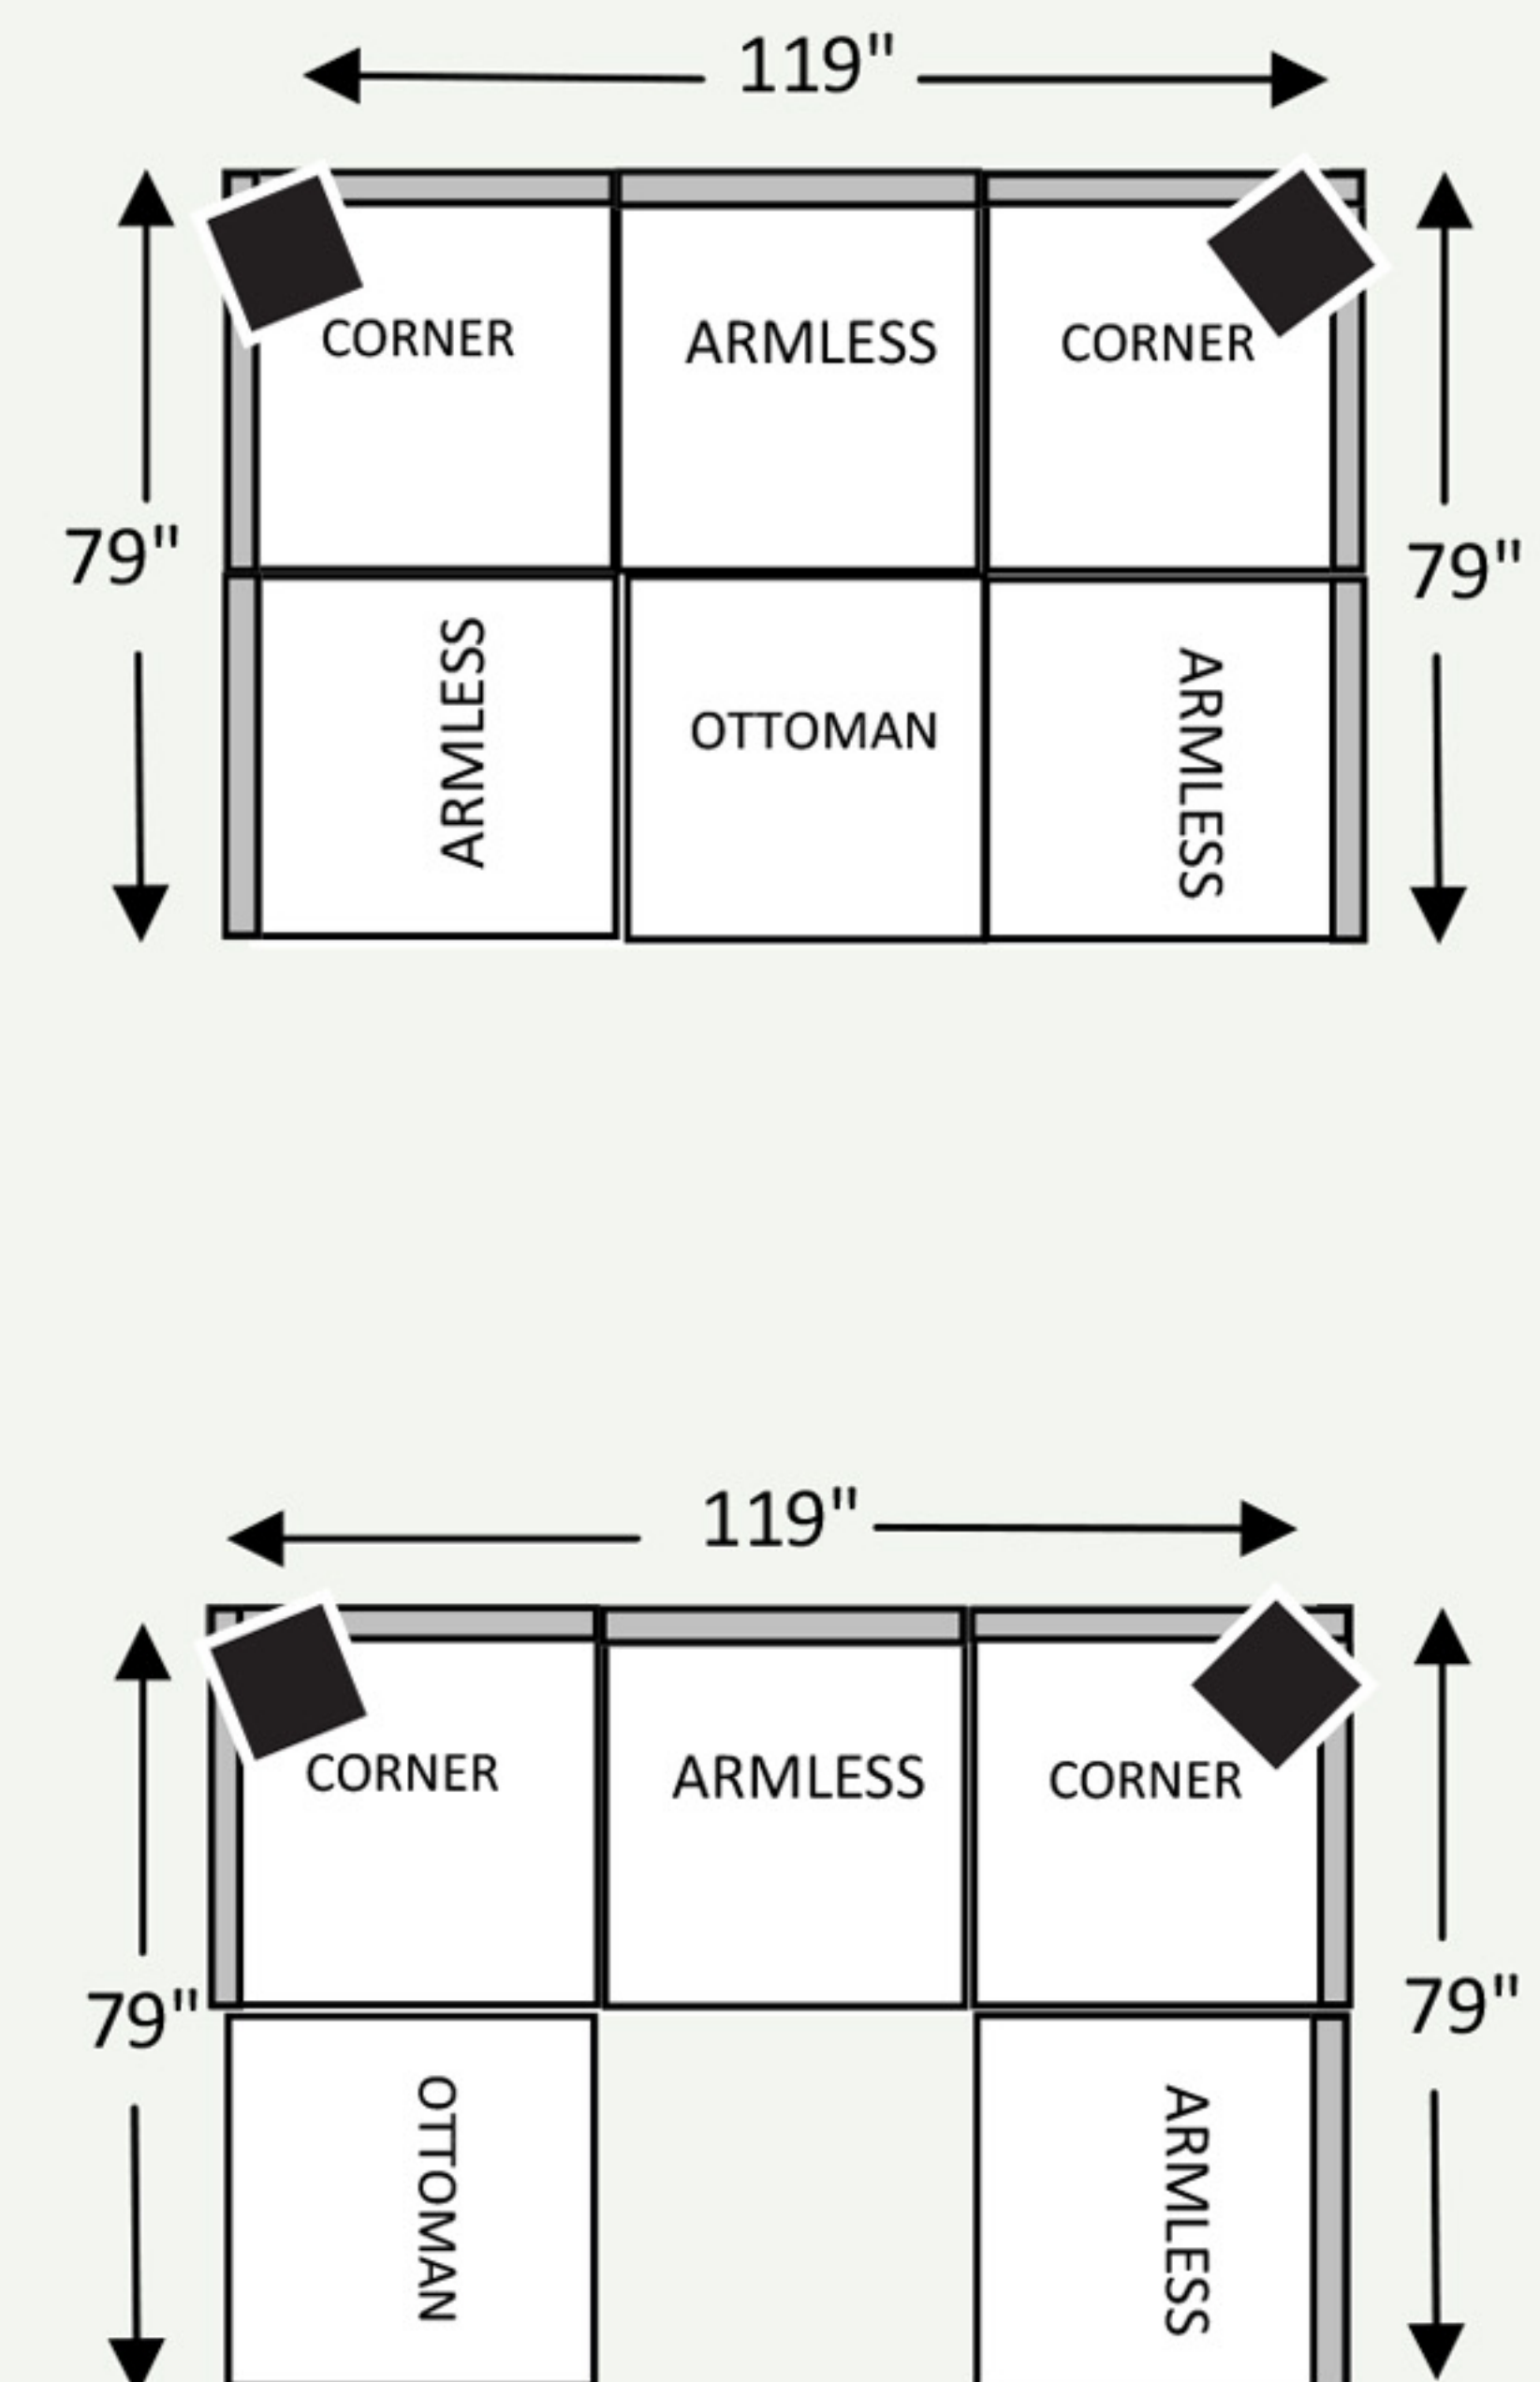 119"
CORNER
ARMLESS
CORNER
79"
79"
ARMLESS
OTTOMAN
ARMLESS
119"
CORNER
ARMLESS
CORNER
79"
79"
OTTOMAN
ARMLESS